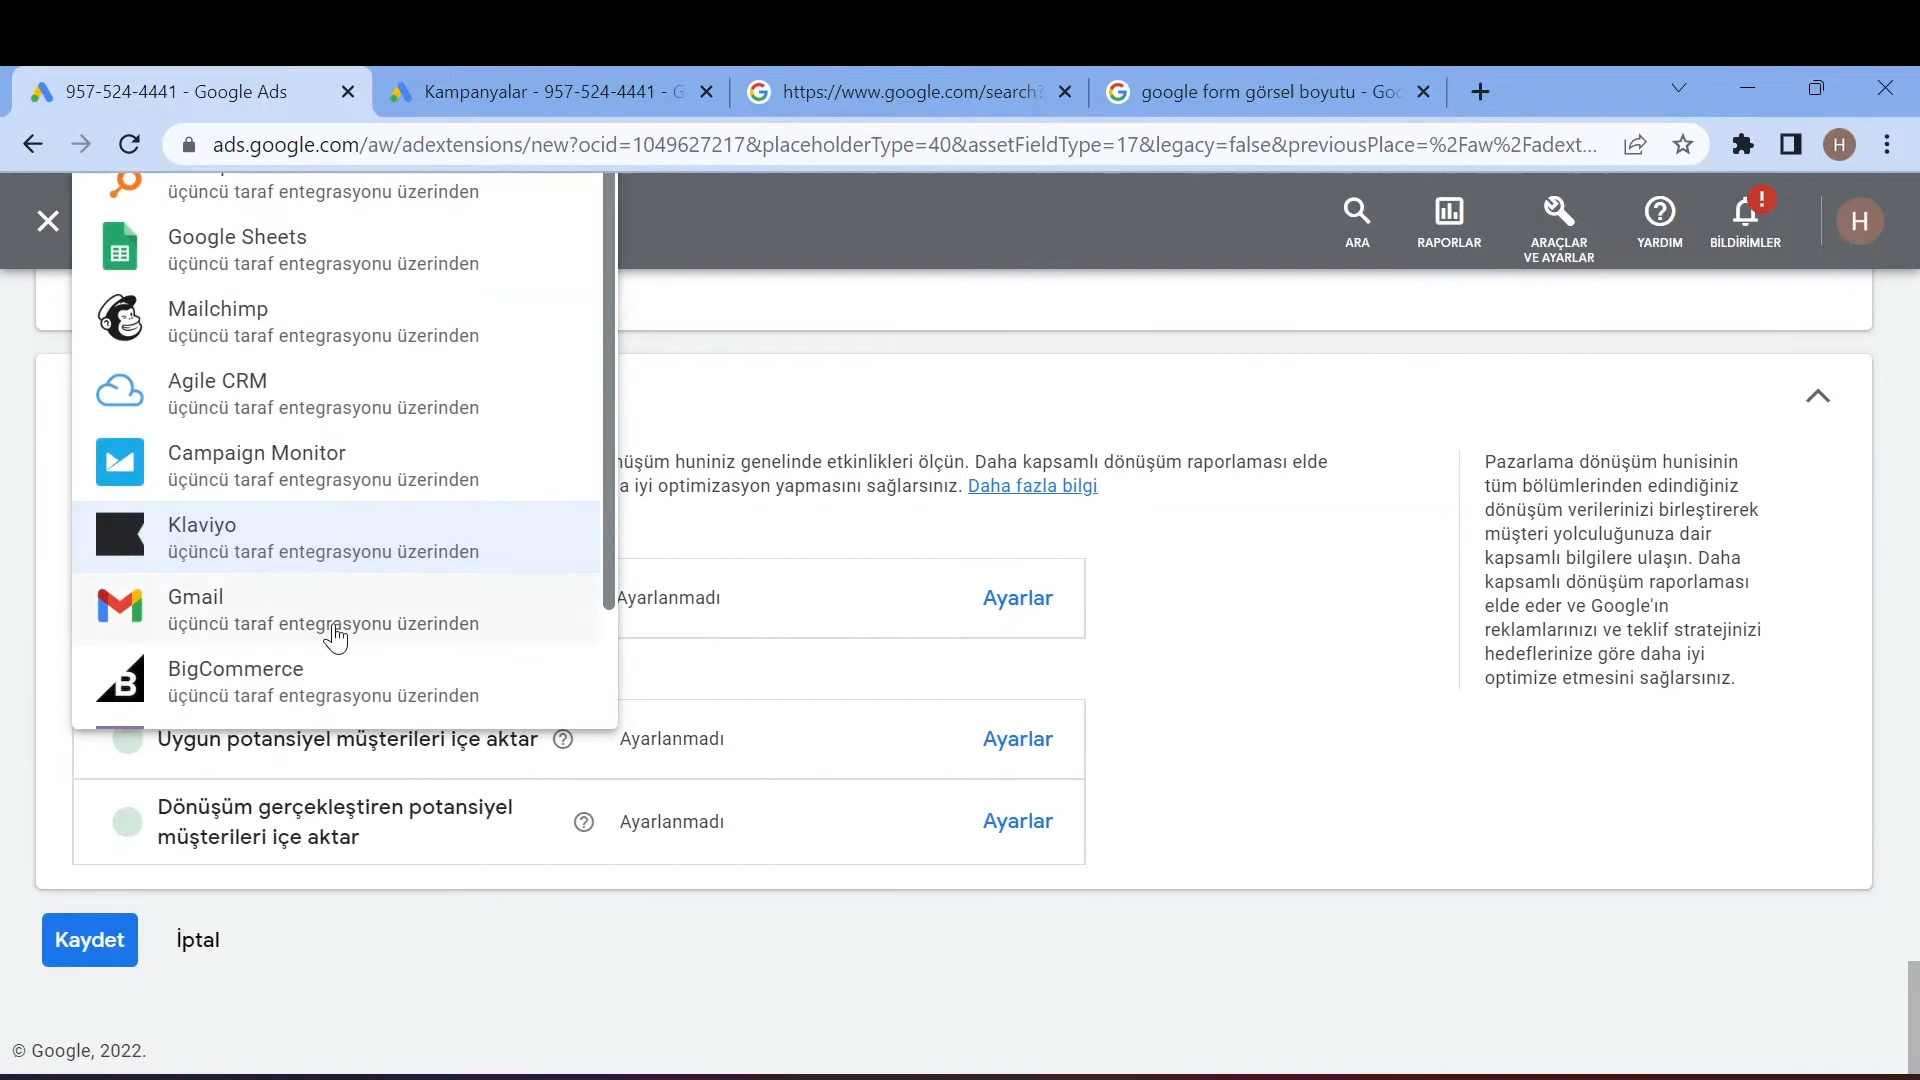 957-524-4441 - Google Ads
Kampanyalar - 957-524-4441 - G
https://www.google.com/search?
google form görsel boyutu - Goo
ads.google.com/aw/adextensions/new?ocid=1049627217&placeholderType=40&assetFieldType=17&legacy=false&previousPlace=%2Faw%2Fadext...
H
üçüncü taraf entegrasyonu üzerinden
Google Sheets
üçüncü taraf entegrasyonu üzerinden
Mailchimp
üçüncü taraf entegrasyonu üzerinden
Agile CRM
üçüncü taraf entegrasyonu üzerinden
Campaign Monitor
üçüncü taraf entegrasyonu üzerinden
Klaviyo
üçüncü taraf entegrasyonu üzerinden
Gmail
üçüncü taraf entegrasyonu üzerinden
BigCommerce
üçüncü taraf entegrasyonu üzerinden
ARA
RAPORLAR
ARAÇLAR
VE AYARLAR
YARDIM
!
BİLDİRİMLER
H
huniniz genelinde etkinlikleri ölçün. Daha kapsamlı dönüşüm raporlaması elde
a iyi optimizasyon yapmasını sağlarsınız. Daha fazla bilgi
Ayarlanmadı
Ayarlar
Uygun potansiyel müşterileri içe aktar
Ayarlanmadı
Ayarlar
Dönüşüm gerçekleştiren potansiyel
müşterileri içe aktar
Ayarlanmadı
Ayarlar
Pazarlama dönüşüm hunisinin
tüm bölümlerinden edindiğiniz
dönüşüm verilerinizi birleştirerek
müşteri yolculuğunuza dair
kapsamlı bilgilere ulaşın. Daha
kapsamlı dönüşüm raporlaması
elde eder ve Google'ın
reklamlarınızı ve teklif stratejinizi
hedeflerinize göre daha iyi
optimize etmesini sağlarsınız.
Kaydet
İptal
© Google, 2022.